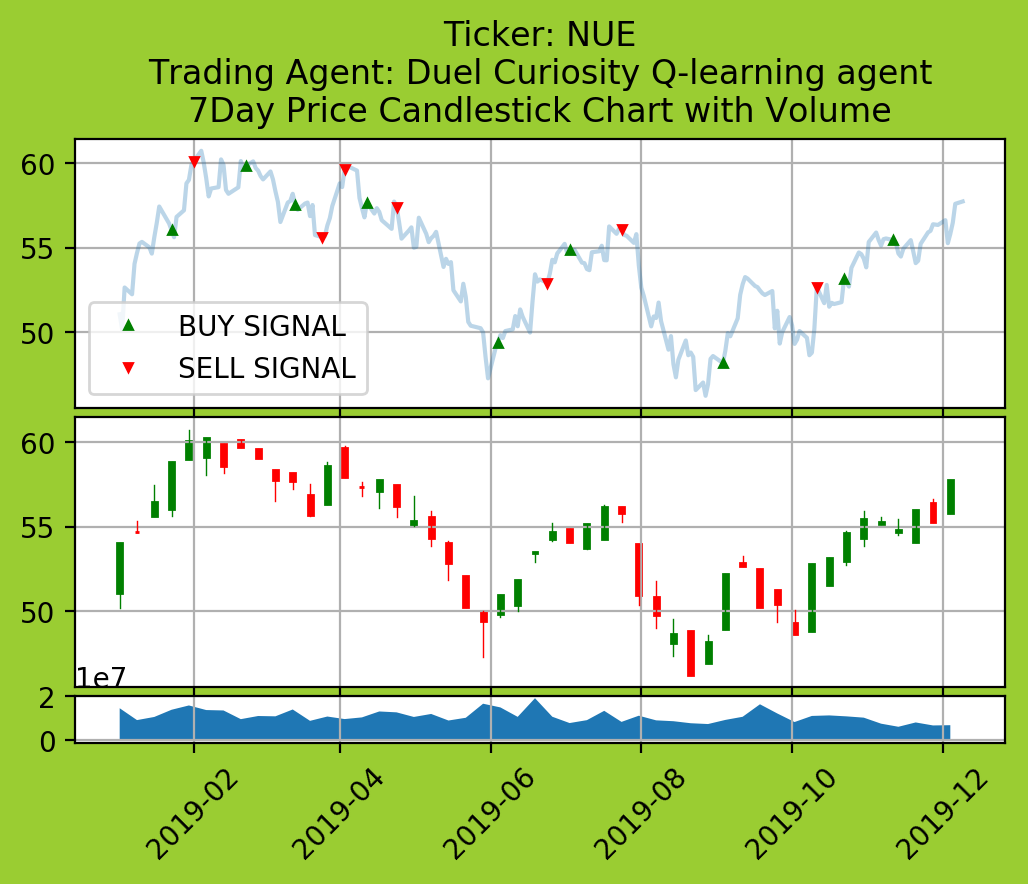 Ticker: NUE
Trading Agent: Duel Curiosity Q-learning agent
7Day Price Candlestick Chart with Volume
60
55
50
BUY SIGNAL
SELL SIGNAL
60
55
50
1e7
2
0
2019-02
2019-04
2019-06
2019-08
2019-10
2019-12